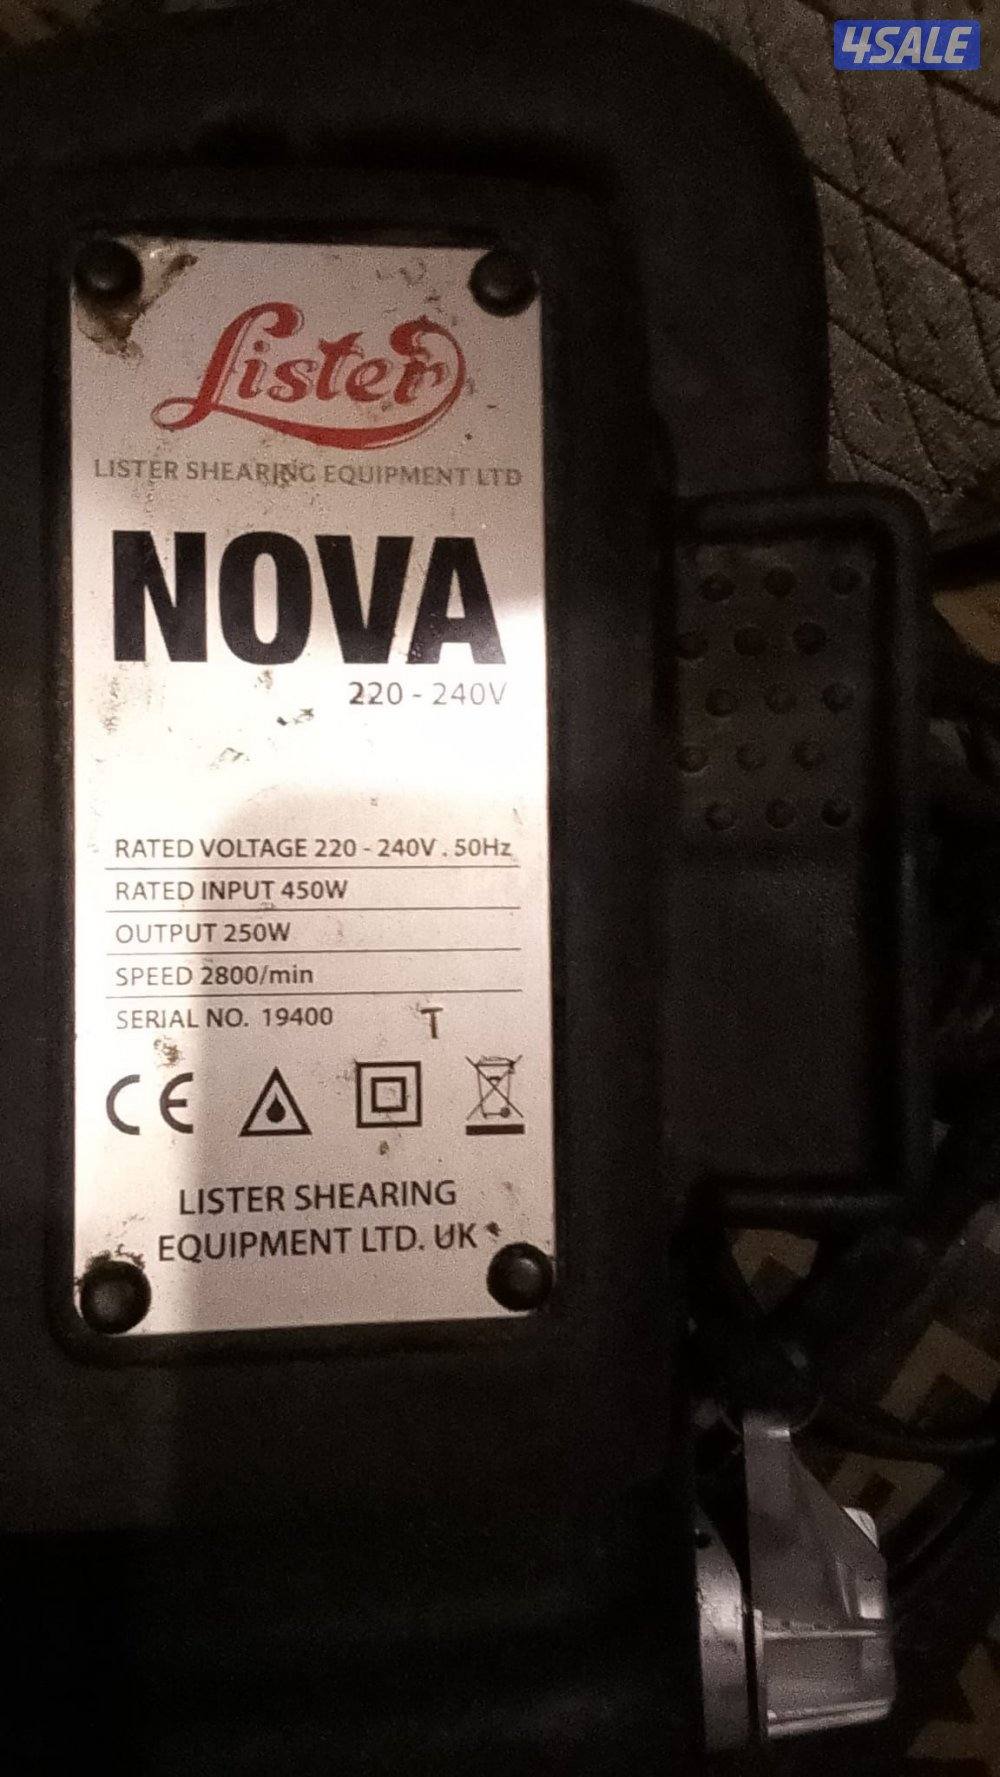 4SALE
Lister
LISTER SHEARING EQUIPMENT LTD
NOVA
220 - 240V
RATED VOLTAGE 220 - 240V . 50Hz
RATED INPUT 450W
OUTPUT 250W
SPEED 2800/min
SERIAL NO. 19400 T
CE
LISTER SHEARING
EQUIPMENT LTD. UK